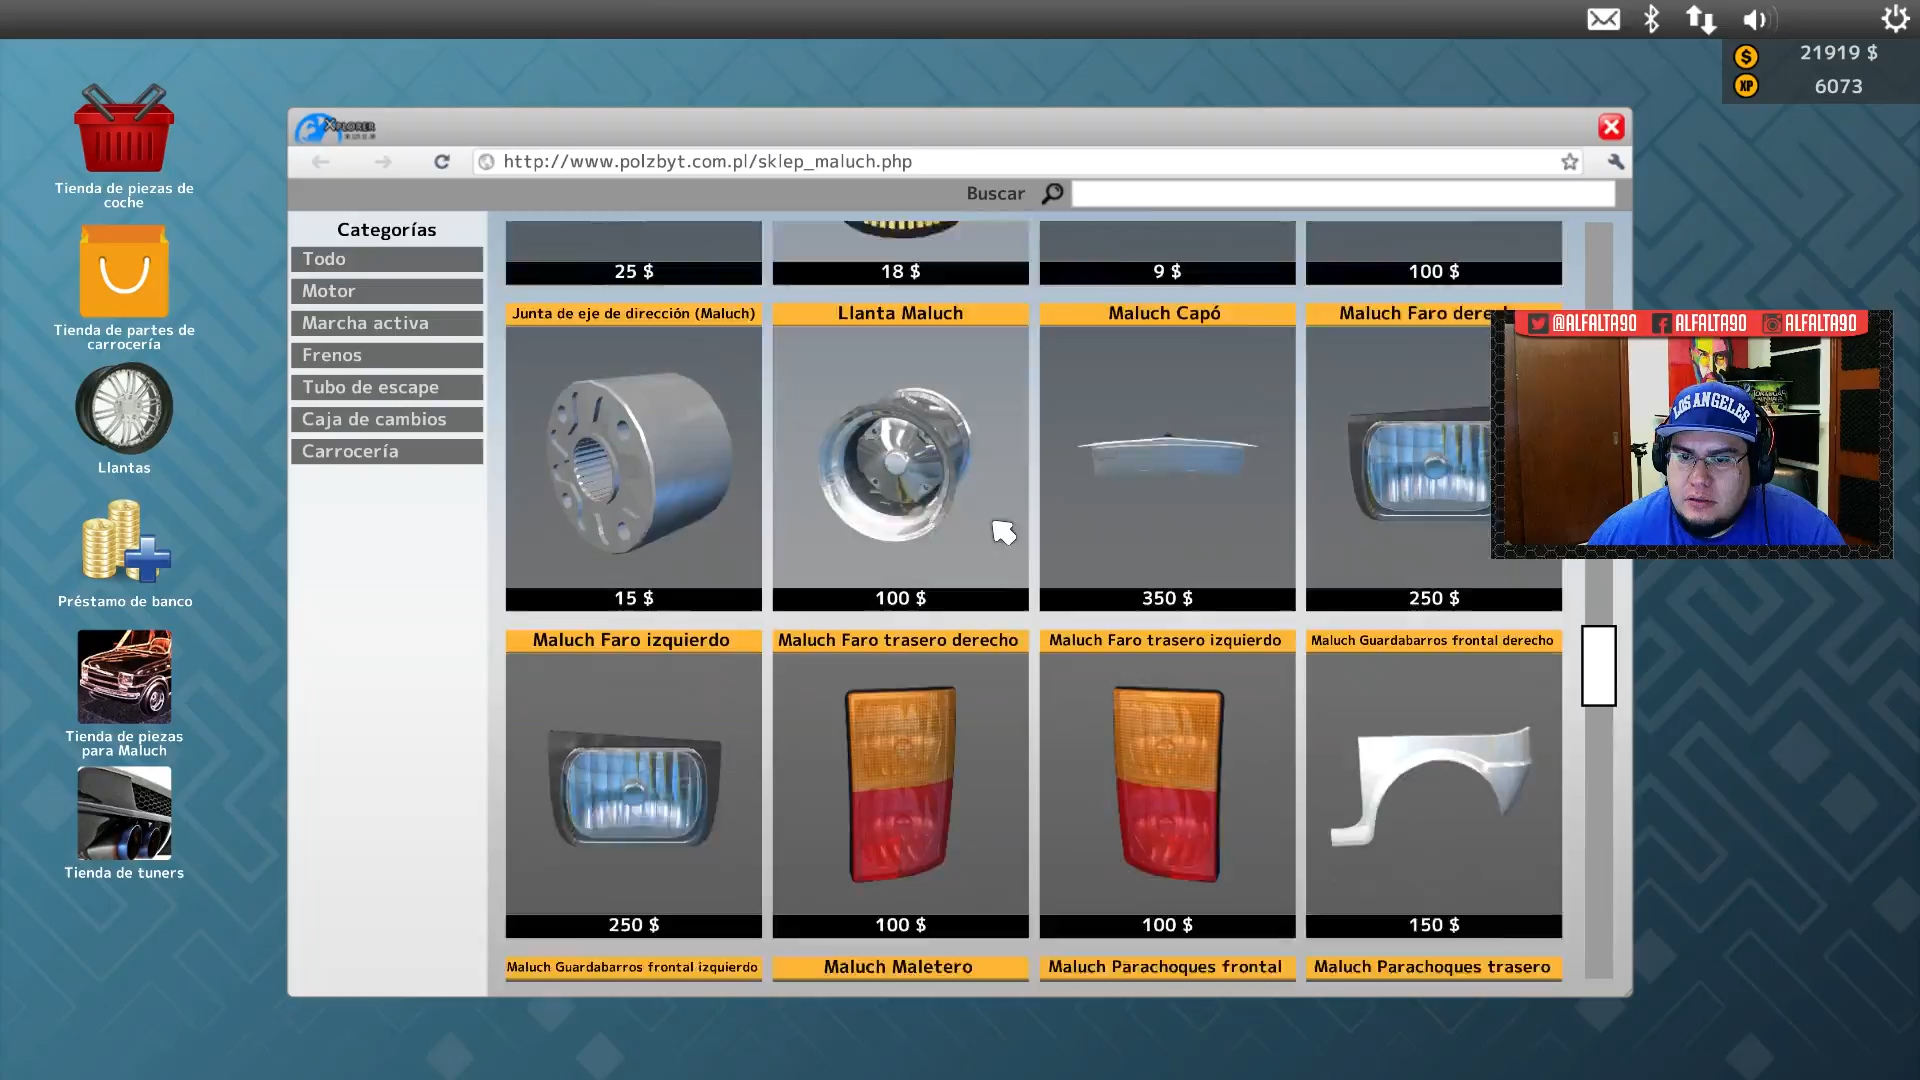 21919 $
XP
6073
XPLORER
http://www.polzbyt.com.pl/sklep_maluch.php
Buscar
Tienda de piezas de
coche
Tienda de partes de
carrocería
Llantas
Préstamo de banco
Tienda de piezas
para Maluch
Tienda de tuners
Categorías
Todo
Motor
Marcha activa
Frenos
Tubo de escape
Caja de cambios
Carrocería
25 $
18 $
9 $
100 $
Junta de eje de dirección (Maluch)
Llanta Maluch
Maluch Capó
Maluch Faro
15 $
100 $
350 $
250 $
Maluch Faro izquierdo
Maluch Faro trasero derecho
Maluch Faro trasero izquierdo
Maluch Guardabarros frontal derecho
250 $
100 $
100 $
150 $
Maluch Guardabarros frontal izquierdo
Maluch Maletero
Maluch Parachoques frontal
Maluch Parachoques trasero
@ALFALTA90
ALFALTA90
ALFALTA90
LOS ANGELES